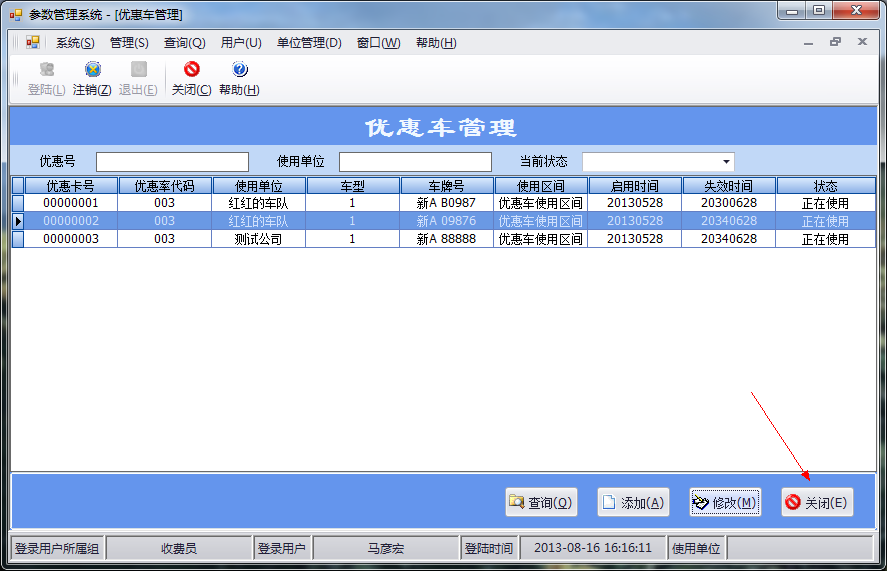 参数管理系统 - [优惠车管理]
系统(S) 管理(S) 查询(Q) 用户(U) 单位管理(D) 窗口(W) 帮助(H)
登陆(L) 注销(Z) 退出(E) 关闭(C) 帮助(H)
优惠车管理
优惠号 使用单位 当前状态
优惠卡号 优惠率代码 使用单位 车型 车牌号 使用区间 启用时间 失效时间 状态
00000001 003 红红的车队 1 新A B0987 优惠车使用区间 20130528 20300628 正在使用
00000002 003 红红的车队 1 新A 09876 优惠车使用区间 20130528 20340628 正在使用
00000003 003 测试公司 1 新A 88888 优惠车使用区间 20130528 20340628 正在使用
查询(Q) 添加(A) 修改(M) 关闭(E)
登录用户所属组 收费员 登录用户 马彦宏 登陆时间 2013-08-16 16:16:11 使用单位